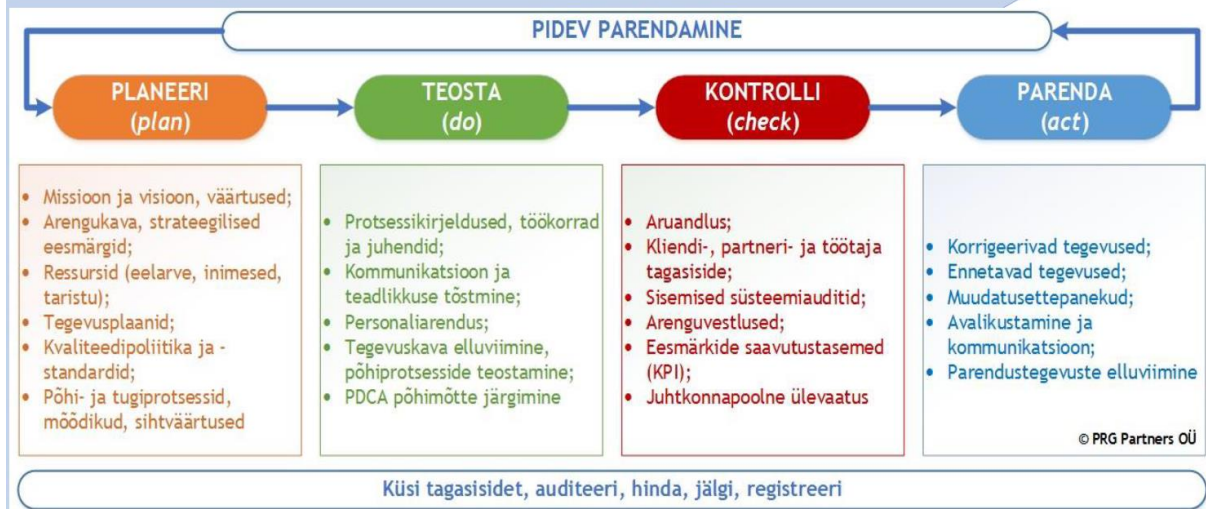 PIDEV PARENDAMINE
PLANEERI
(plan)
TEOSTA
(do)
KONTROLLI
(check)
PARENDA
(act)
• Missioon ja visioon, väärtused;
• Arengukava, strateegilised
eesmärgid;
• Ressursid (eelarve, inimesed,
taristu);
• Tegevusplaanid;
• Kvaliteedipoliitika ja -
standardid;
• Põhi- ja tugiprotsessid,
mõõdikud, sihtväärtused
• Protsessikirjeldused, töökorrad
ja juhendid;
• Kommunikatsioon ja
teadlikkuse tõstmine;
• Personaliarendus;
• Tegevuskava elluviimine,
põhiprotsesside teostamine;
• PDCA põhimõtte järgimine
• Aruandlus;
• Kliendi-, partneri- ja töötaja
tagasiside;
• Sisemised süsteemiauditid;
• Arenguvestlused;
• Eesmärkide saavutustasemed
(KPI);
• Juhtkonnapoolne ülevaatus
• Korrigeerivad tegevused;
• Ennetavad tegevused;
• Muudatusettepanekud;
• Avalikustamine ja
kommunikatsioon;
• Parendustegevuste elluviimine
© PRG Partners OÜ
Küsi tagasisidet, auditeeri, hinda, jälgi, registreeri